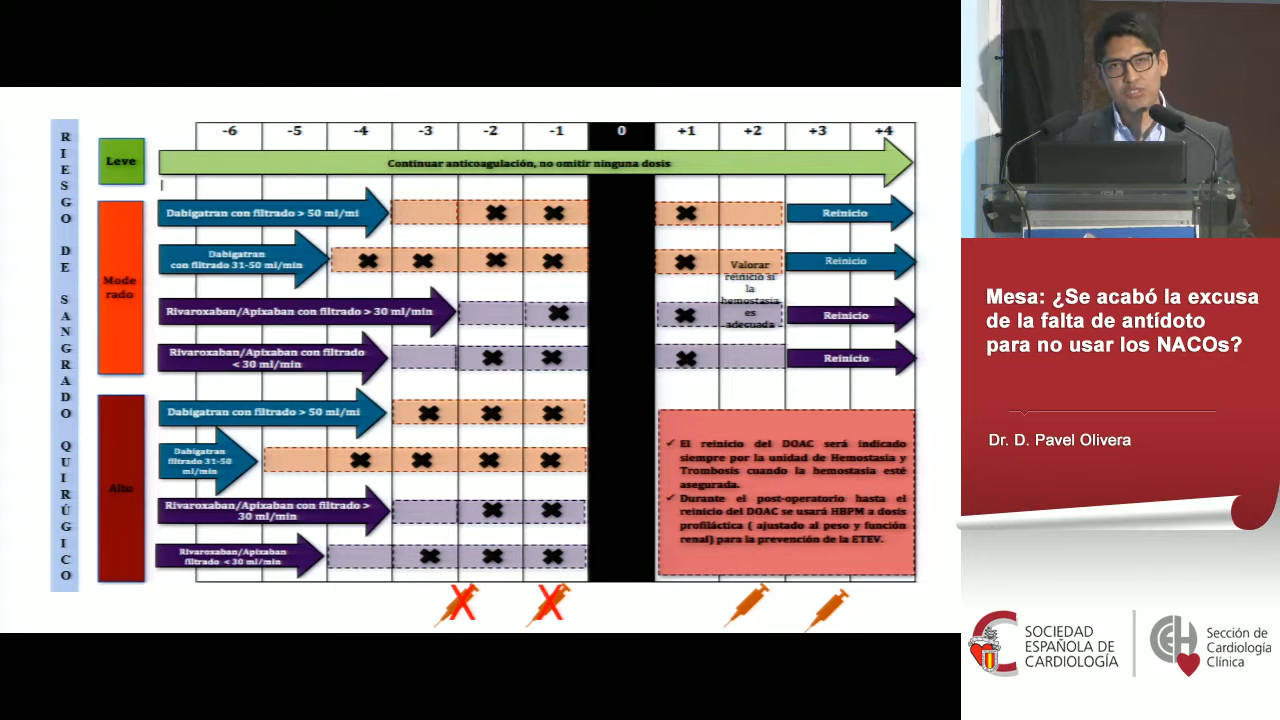 -6 -5 -4 -3 -2 -1 0 +1 +2 +3 +4
RIESGO DE SANGRADO QUIRÚGICO
Leve
Continuar anticoagulación, no omitir ninguna dosis
Mode
rado
Dabigatran con filtrado > 50 ml/mi
Reinicio
Dabigatran
con filtrado 31-50 ml/min
Valorar
reinicio si
la
hemostasia
es
adecuada
Reinicio
Rivaroxaban/Apixaban con filtrado > 30 ml/min
Reinicio
Rivaroxaban/Apixaban con filtrado
< 30 ml/min
Reinicio
Alto
Dabigatran con filtrado > 50 ml/mi
Dabigatran
filtrado 31-50
ml/min
Rivaroxaban/Apixaban con filtrado >
30 ml/min
Rivaroxaban/Apixaban
filtrado < 30 ml/min
✓ El reinicio del DOAC será indicado
siempre por la unidad de Hemostasia y
Trombosis cuando la hemostasia esté
asegurada.
✓ Durante el post-operatorio hasta el
reinicio del DOAC se usará HBPM a dosis
profiláctica ( ajustado al peso y función
renal) para la prevención de la ETEV.
Mesa: ¿Se acabó la excusa
de la falta de antídoto
para no usar los NACOs?
Dr. D. Pavel Olivera
SOCIEDAD
ESPAÑOLA DE
CARDIOLOGÍA
Sección de
Cardiología
Clínica